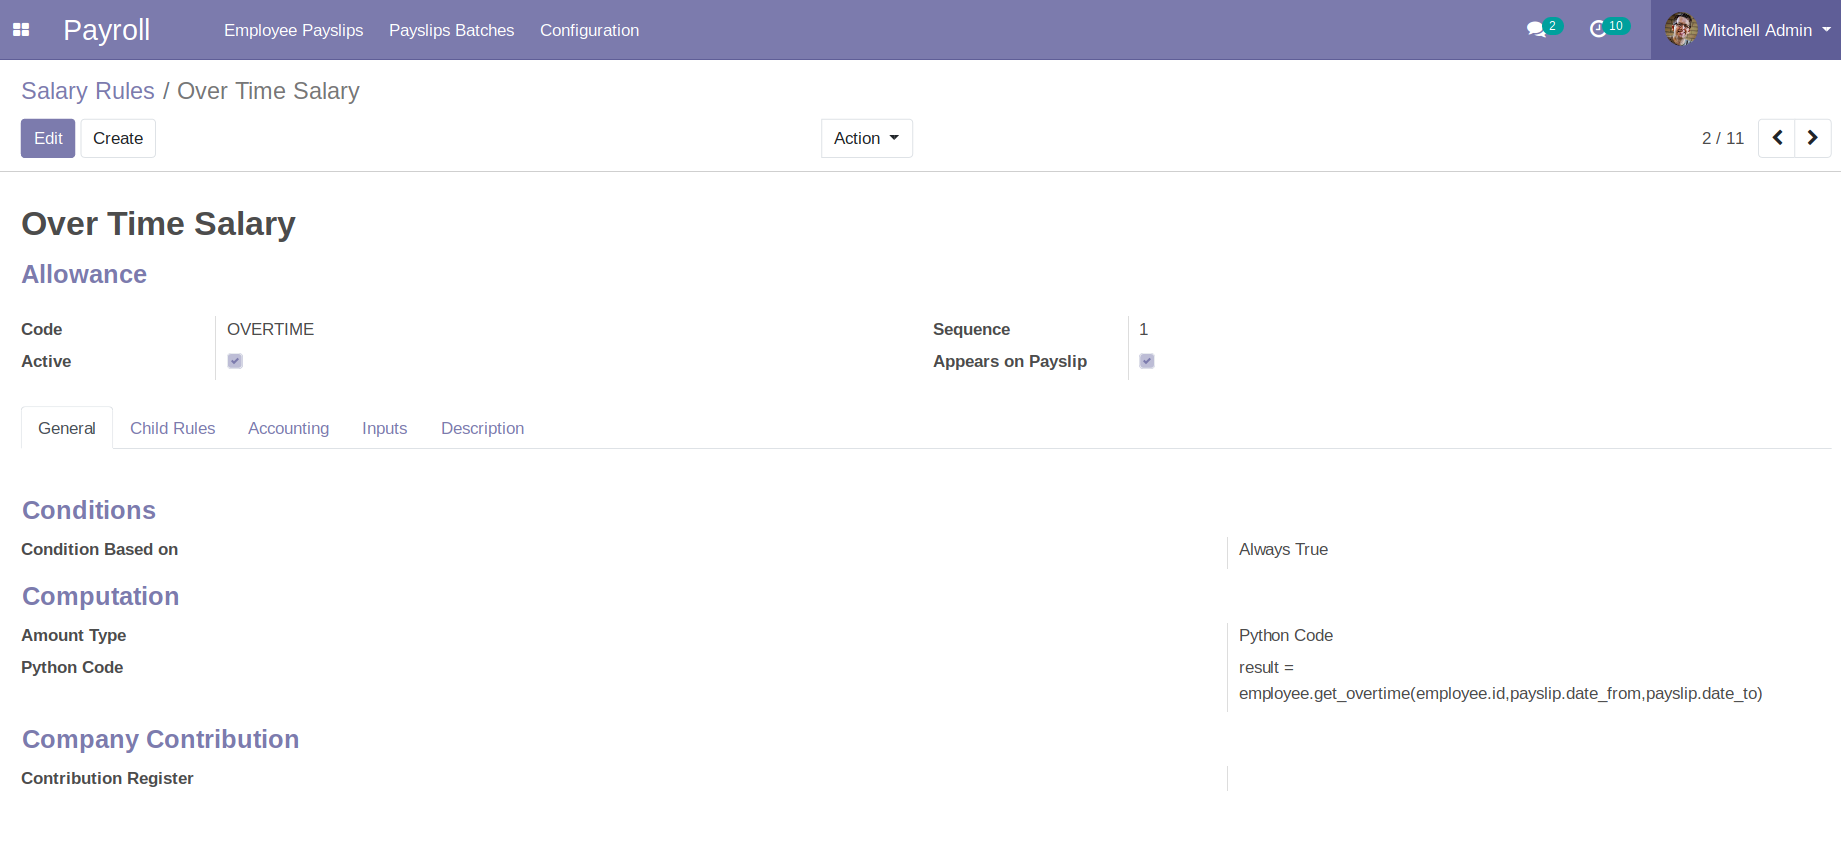 Payroll Employee Payslips Payslips Batches Configuration 2 10 Mitchell Admin
Salary Rules / Over Time Salary
Edit Create Action 2 / 11
Over Time Salary
Allowance
Code OVERTIME Sequence 1
Active Appears on Payslip
General Child Rules Accounting Inputs Description
Conditions
Condition Based on Always True
Computation
Amount Type Python Code
Python Code result =
employee.get_overtime(employee.id,payslip.date_from,payslip.date_to)
Company Contribution
Contribution Register